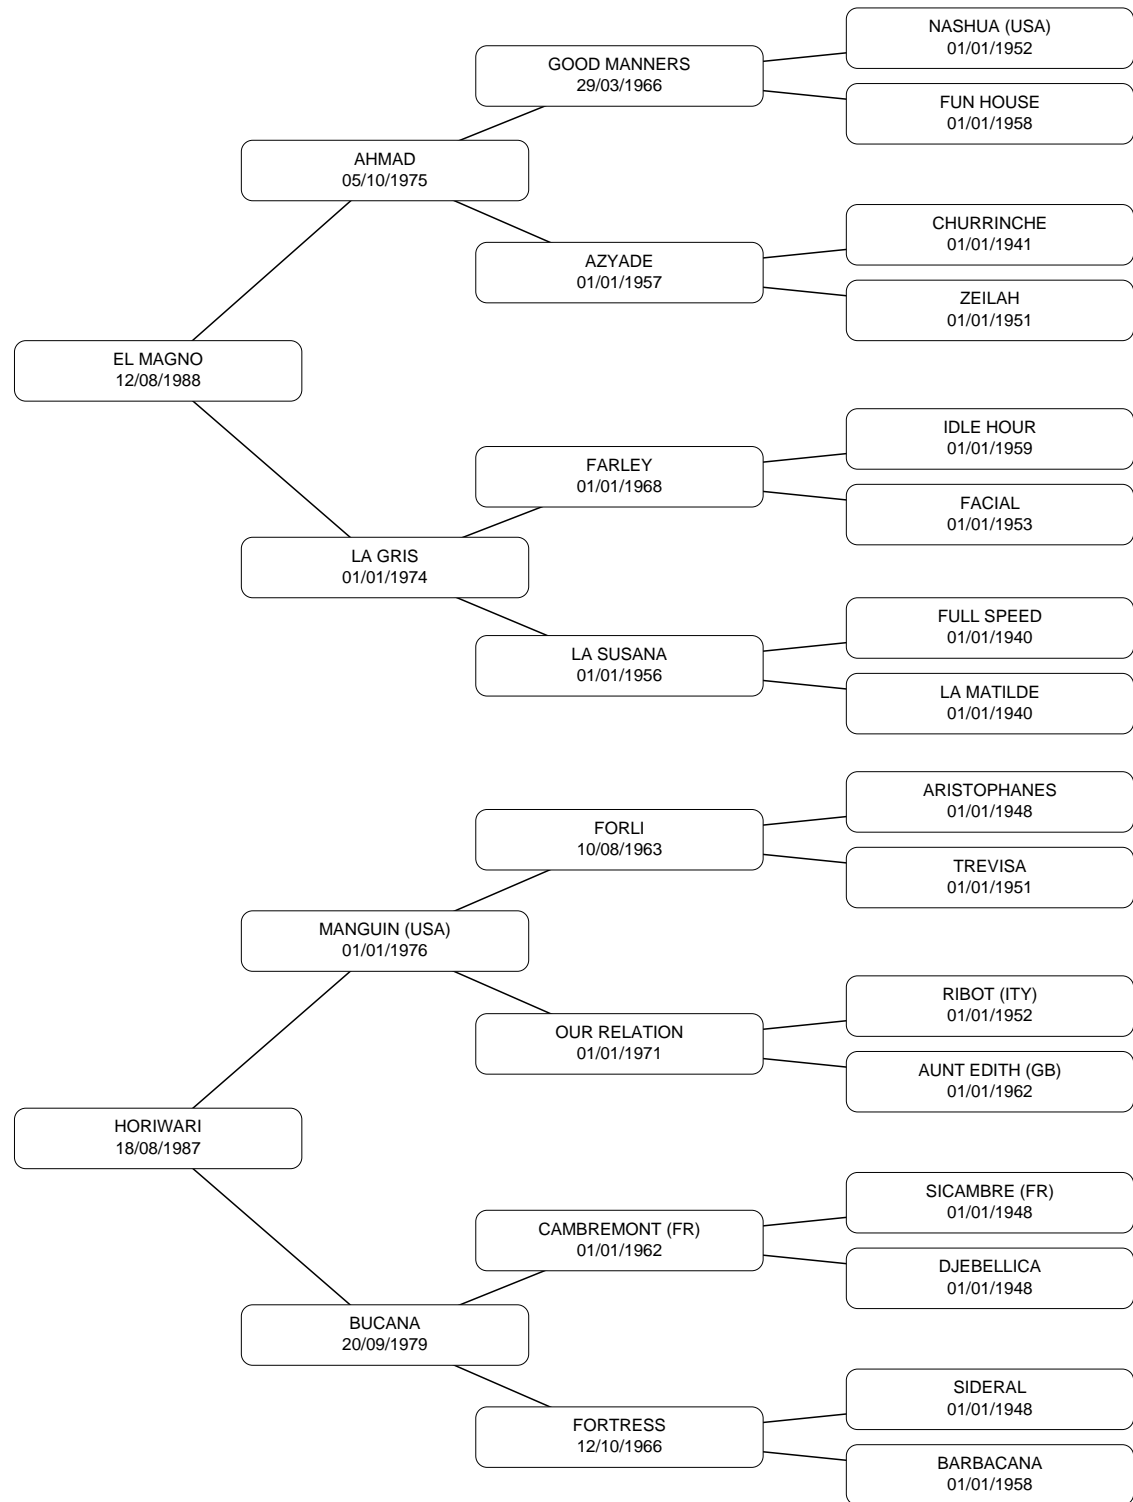 NASHUA (USA)
01/01/1952
GOOD MANNERS
29/03/1966
FUN HOUSE
01/01/1958
AHMAD
05/10/1975
CHURRINCHE
01/01/1941
AZYADE
01/01/1957
ZEILAH
01/01/1951
EL MAGNO
12/08/1988
IDLE HOUR
01/01/1959
FARLEY
01/01/1968
FACIAL
01/01/1953
LA GRIS
01/01/1974
FULL SPEED
01/01/1940
LA SUSANA
01/01/1956
LA MATILDE
01/01/1940
ARISTOPHANES
01/01/1948
FORLI
10/08/1963
TREVISA
01/01/1951
MANGUIN (USA)
01/01/1976
RIBOT (ITY)
01/01/1952
OUR RELATION
01/01/1971
AUNT EDITH (GB)
01/01/1962
HORIWARI
18/08/1987
SICAMBRE (FR)
01/01/1948
CAMBREMONT (FR)
01/01/1962
DJEBELLICA
01/01/1948
BUCANA
20/09/1979
SIDERAL
01/01/1948
FORTRESS
12/10/1966
BARBACANA
01/01/1958